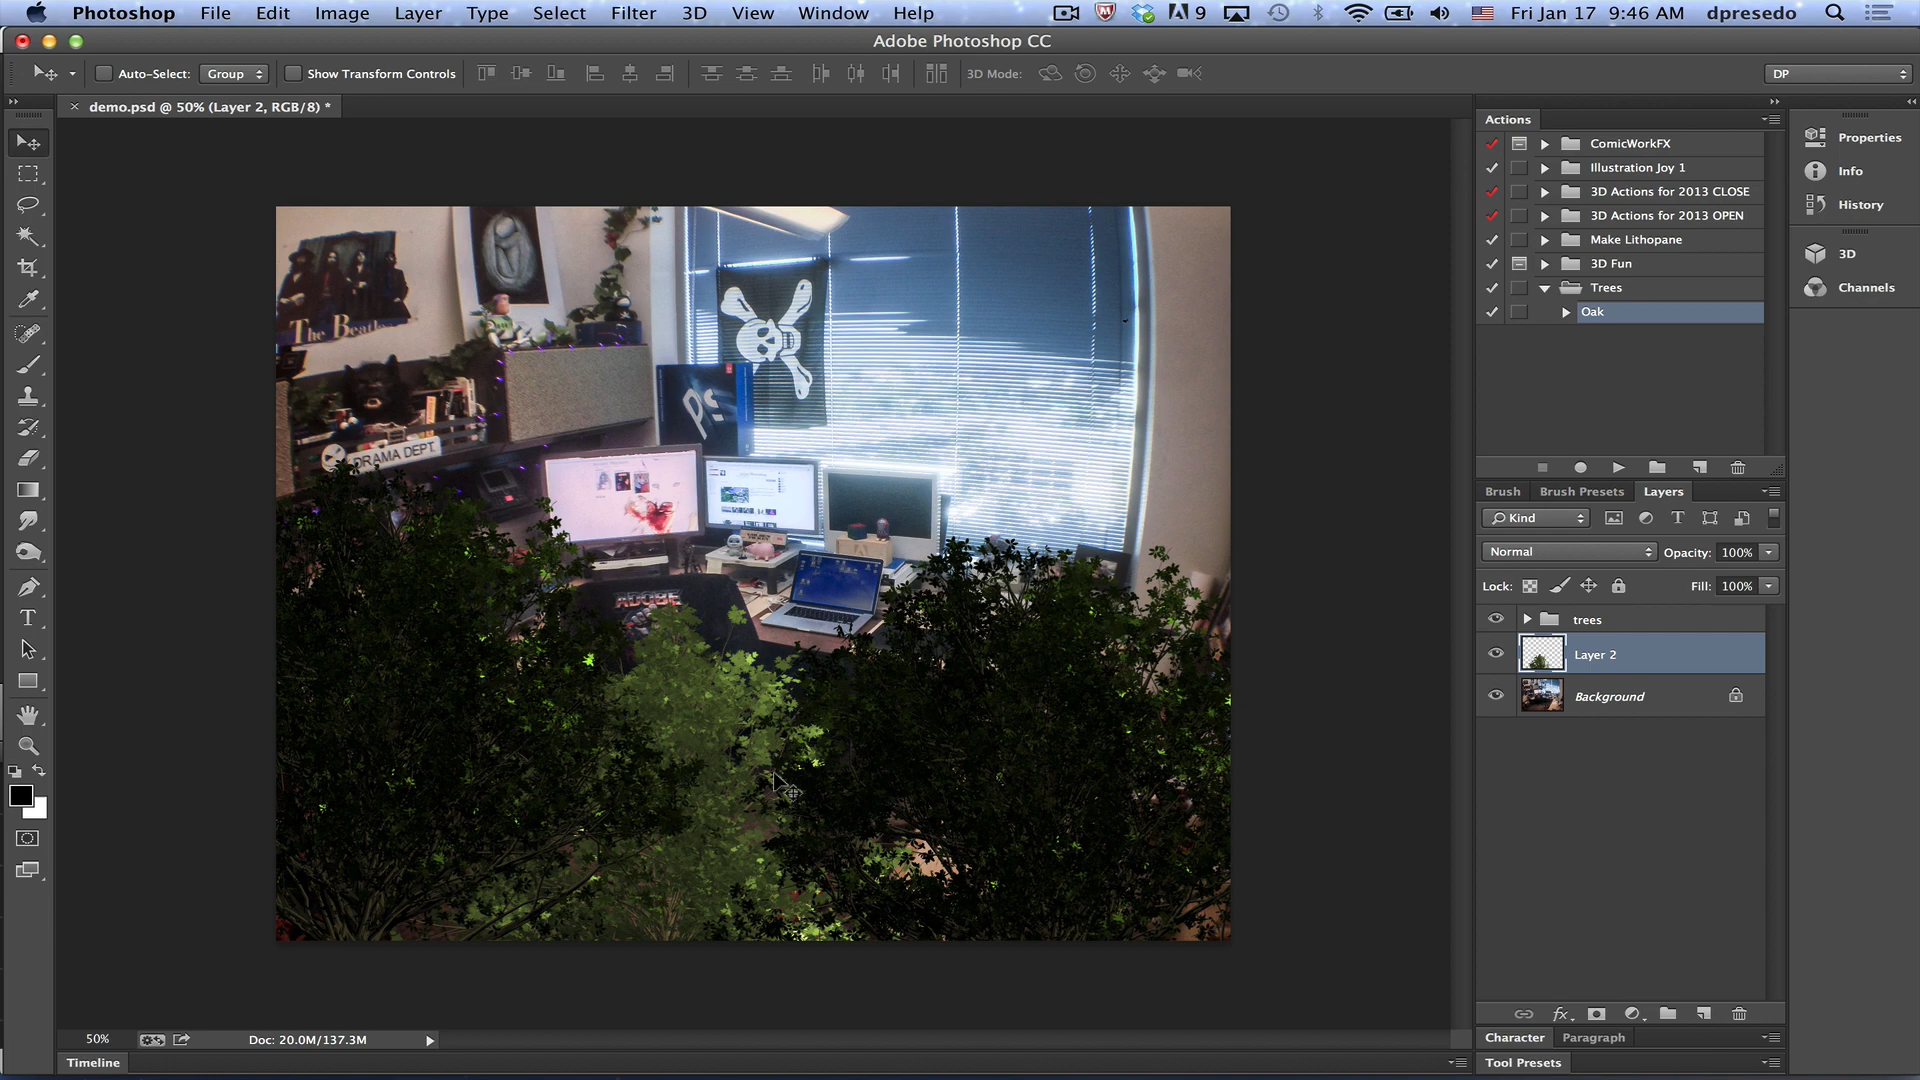 Photoshop File Edit Image Layer Type Select Filter 3D View Window Help 9 Fri Jan 17 9:46 AM dpresedo
Adobe Photoshop CC
Auto-Select: Group Show Transform Controls 3D Mode: DP
demo.psd @ 50% (Layer 2, RGB/8) *
Actions
ComicWorkFX
Illustration Joy 1
3D Actions for 2013 CLOSE
3D Actions for 2013 OPEN
Make Lithopane
3D Fun
Trees
Oak
Properties
Info
History
3D
Channels
The Beatles
DRAMA DEPT
Ps
ADOBE
Brush Brush Presets Layers
Kind
Normal Opacity: 100%
Lock: Fill: 100%
trees
Layer 2
Background
50% Doc: 20.0M/137.3M
Character Paragraph
Timeline
Tool Presets